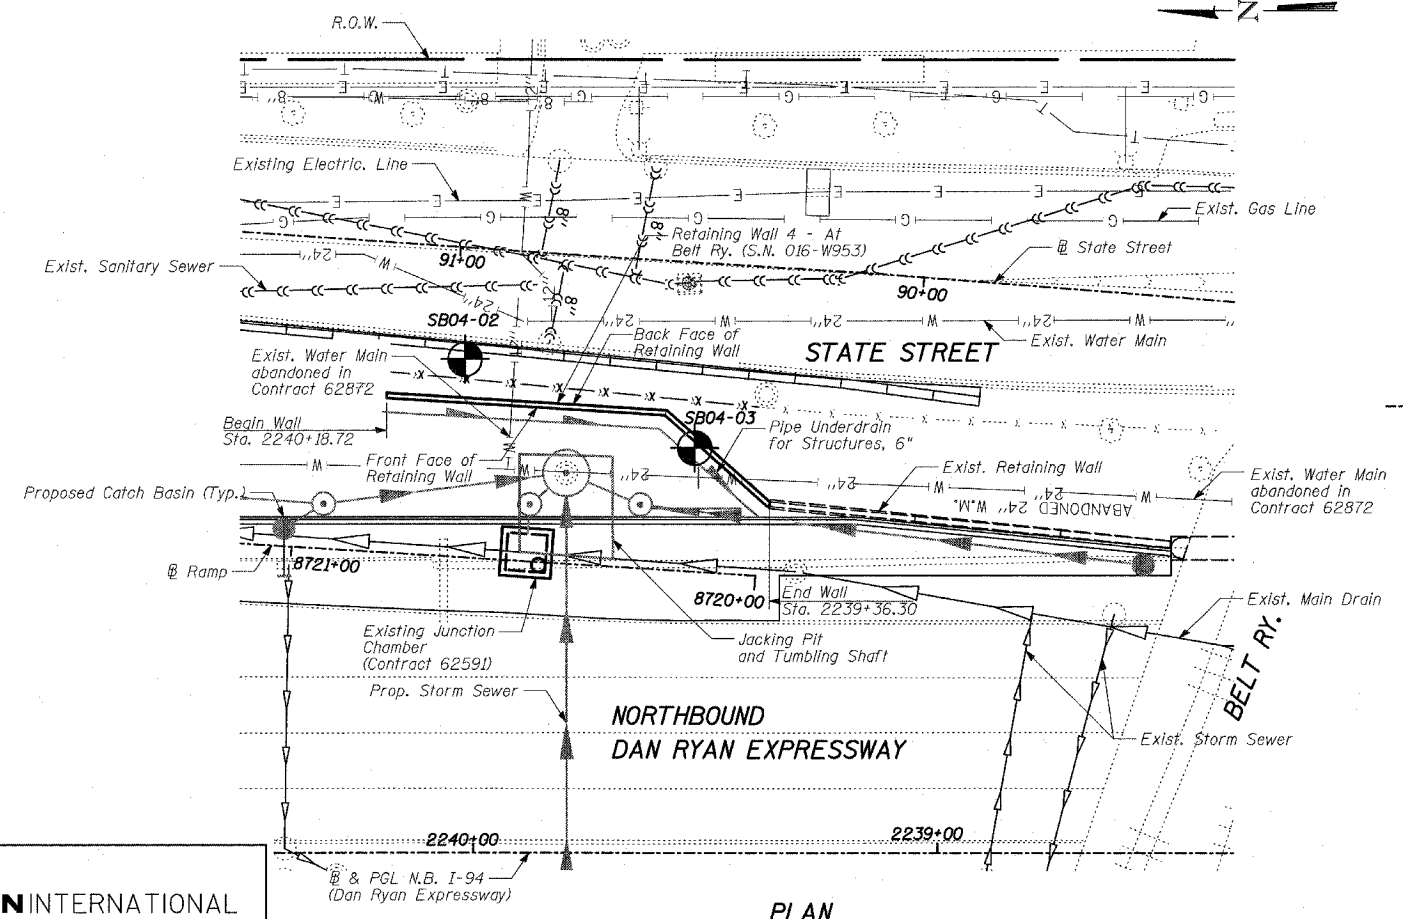 Z
R.O.W.
Existing Electric. Line
Exist. Gas Line
Retaining Wall 4 - At
Belt Ry. (S.N. 016-W953)
℄ State Street
Exist. Sanitary Sewer
91+00
90+00
SB04-02
Back Face of
Retaining Wall
STATE STREET
Exist. Water Main
Exist. Water Main
abandoned in
Contract 62872
SB04-03
Begin Wall
Sta. 2240+18.72
Pipe Underdrain
for Structures, 6"
Front Face of
Retaining Wall
Exist. Retaining Wall
Exist. Water Main
abandoned in
Contract 62872
Proposed Catch Basin (Typ.)
ABANDONED 24" W.M.
℄ Ramp
8721+00
8720+00
End Wall
Sta. 2239+36.30
Exist. Main Drain
Existing Junction
Chamber
(Contract 62591)
Jacking Pit
and Tumbling Shaft
BELT RY.
Prop. Storm Sewer
NORTHBOUND
DAN RYAN EXPRESSWAY
Exist. Storm Sewer
2240+00
2239+00
℄ & PGL N.B. I-94
(Dan Ryan Expressway)
N INTERNATIONAL
PLAN